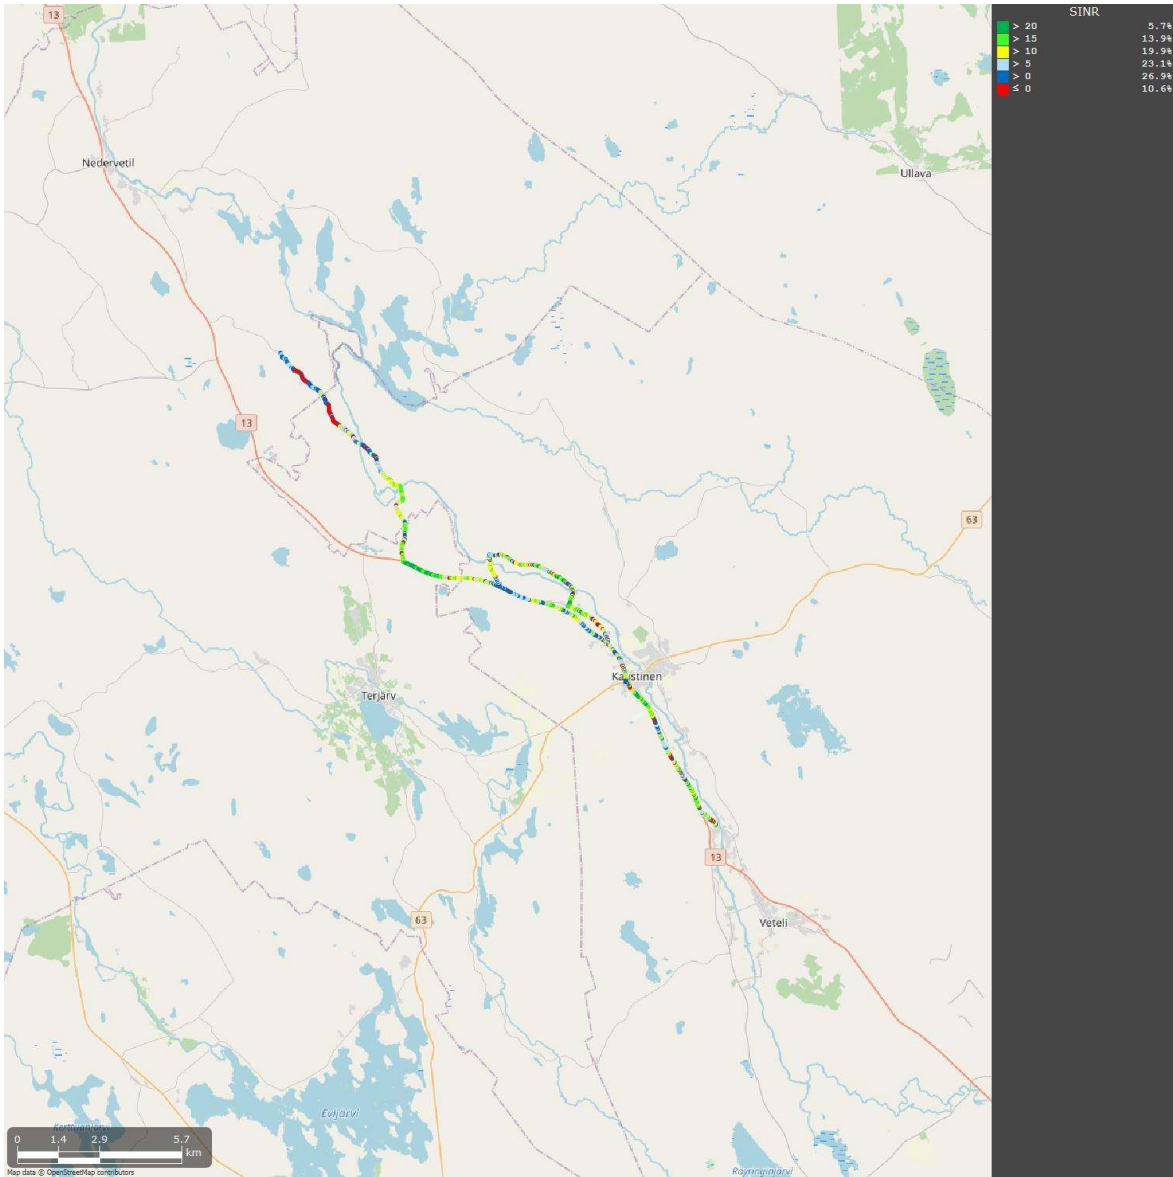 SINR
> 20 5.7%
> 15 13.9%
> 10 19.9%
> 5 23.1%
> 0 26.9%
≤ 0 10.6%
13
Nedervetil
Ullava
13
63
Kaustinen
Terjärv
13
63
Veteli
Evijärvi
Kerttuanjärvi
Räyringinjärvi
0 1.4 2.9 5.7
km
Map data © OpenStreetMap contributors